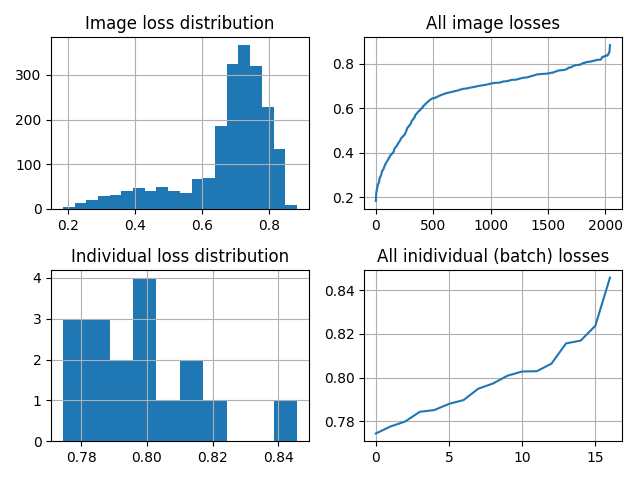 Image loss distribution
300
200
100
0
0.2 0.4 0.6 0.8
All image losses
0.8
0.6
0.4
0.2
0 500 1000 1500 2000
Individual loss distribution
4
3
2
1
0
0.78 0.80 0.82 0.84
All inidividual (batch) losses
0.84
0.82
0.80
0.78
0 5 10 15